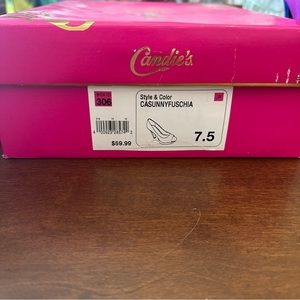 Candie's
306
Style & Color
CASUNNYFUSCHIA
7.5
$59.99